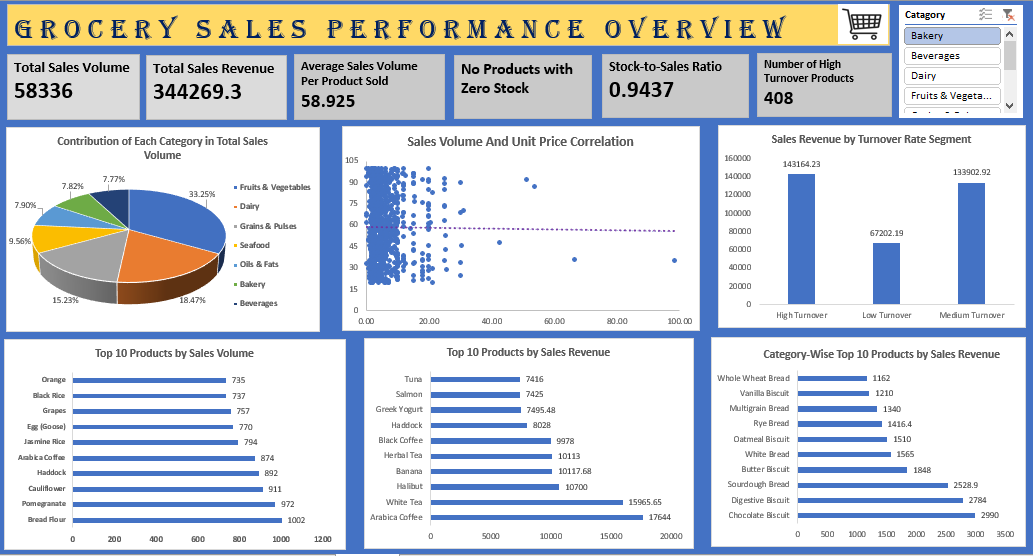 GROCERY SALES PERFORMANCE OVERVIEW
Catagory
Bakery
Beverages
Dairy
Fruits & Vegeta...
Total Sales Volume
58336
Total Sales Revenue
344269.3
Average Sales Volume
Per Product Sold
58.925
No Products with
Zero Stock
Stock-to-Sales Ratio
0.9437
Number of High
Turnover Products
408
Contribution of Each Category in Total Sales
Volume
7.77%
7.82%
7.90%
9.56%
15.23%
18.47%
33.25%
Fruits & Vegetables
Dairy
Grains & Pulses
Seafood
Oils & Fats
Bakery
Beverages
Sales Volume And Unit Price Correlation
105
90
75
60
45
30
15
0
0.00 20.00 40.00 60.00 80.00 100.00
Sales Revenue by Turnover Rate Segment
160000
140000
120000
100000
80000
60000
40000
20000
0
143164.23
67202.19
133902.92
High Turnover Low Turnover Medium Turnover
Top 10 Products by Sales Volume
Orange 735
Black Rice 737
Grapes 757
Egg (Goose) 770
Jasmine Rice 794
Arabica Coffee 874
Haddock 892
Cauliflower 911
Pomegranate 972
Bread Flour 1002
0 200 400 600 800 1000 1200
Top 10 Products by Sales Revenue
Tuna 7416
Salmon 7425
Greek Yogurt 7495.48
Haddock 8028
Black Coffee 9978
Herbal Tea 10113
Banana 10117.68
Halibut 10700
White Tea 15965.65
Arabica Coffee 17644
0 5000 10000 15000 20000
Category-Wise Top 10 Products by Sales Revenue
Whole Wheat Bread 1162
Vanilla Biscuit 1210
Multigrain Bread 1340
Rye Bread 1416.4
Oatmeal Biscuit 1510
White Bread 1565
Butter Biscuit 1848
Sourdough Bread 2528.9
Digestive Biscuit 2784
Chocolate Biscuit 2990
0 500 1000 1500 2000 2500 3000 3500